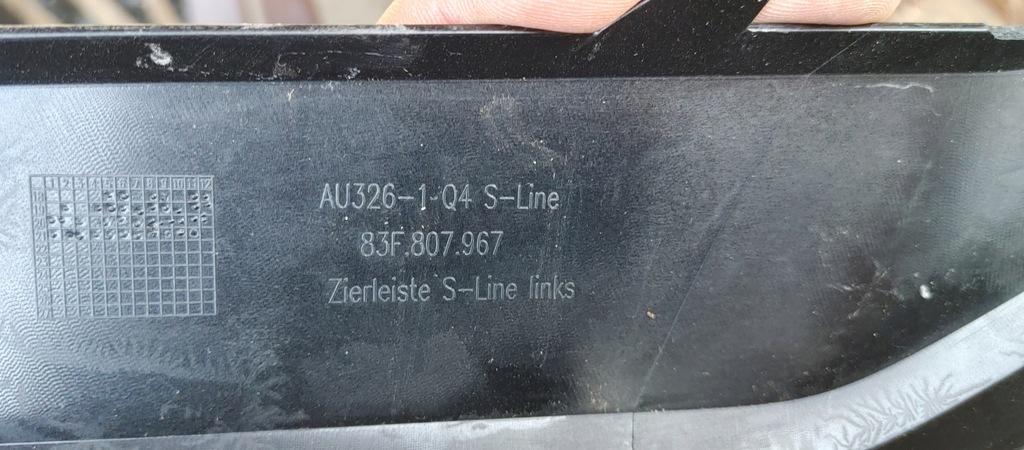 AU326-1-Q4 S-Line
83F.807.967
Zierleiste S-Line links